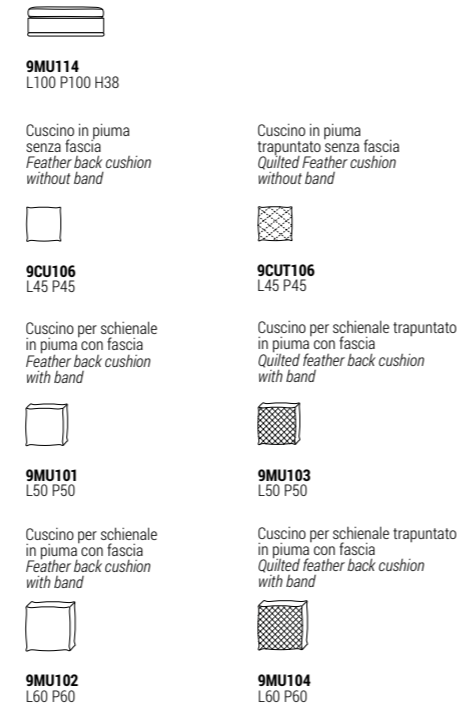 9MU114
L100 P100 H38
Cuscino in piuma
senza fascia
Feather back cushion
without band
Cuscino in piuma
trapuntato senza fascia
Quilted Feather cushion
without band
9CU106
L45 P45
9CUT106
L45 P45
Cuscino per schienale
in piuma con fascia
Feather back cushion
with band
Cuscino per schienale trapuntato
in piuma con fascia
Quilted feather back cushion
with band
9MU101
L50 P50
9MU103
L50 P50
Cuscino per schienale
in piuma con fascia
Feather back cushion
with band
Cuscino per schienale trapuntato
in piuma con fascia
Quilted feather back cushion
with band
9MU102
L60 P60
9MU104
L60 P60